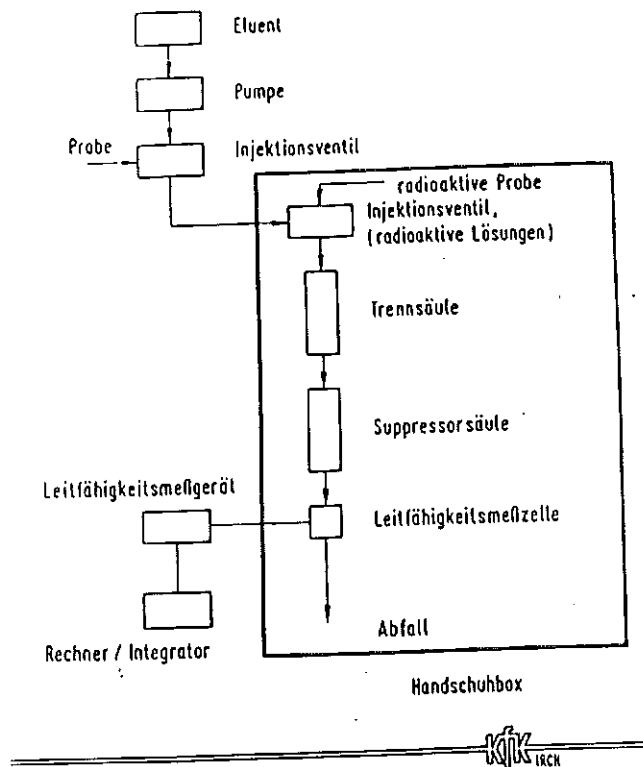 Eluent
Pumpe
Probe
Injektionsventil
radioaktive Probe
Injektionsventil,
(radioaktive Lösungen)
Trennsäule
Suppressorsäule
Leitfähigkeitsmeßgerät
Leitfähigkeitsmeßzelle
Abfall
Rechner / Integrator
Handschuhbox
KfK IRCH